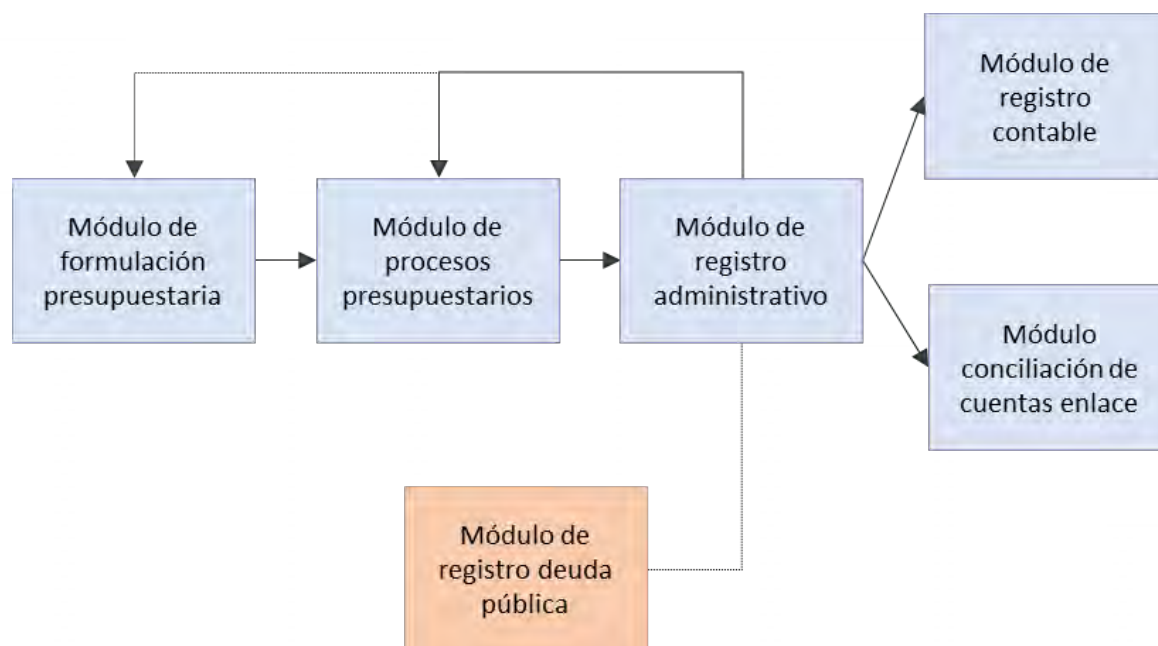 Módulo de
registro
contable
Módulo de
formulación
presupuestaria
Módulo de
procesos
presupuestarios
Módulo de
registro
administrativo
Módulo
conciliación de
cuentas enlace
Módulo de
registro deuda
pública